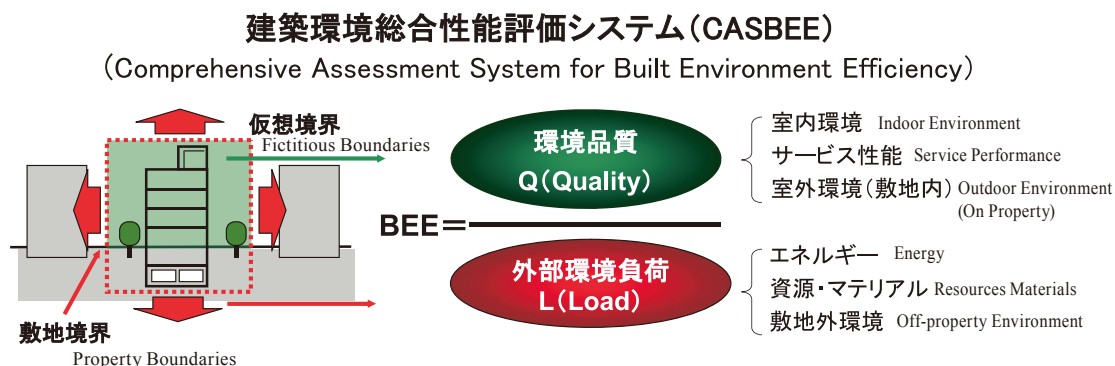 建築環境総合性能評価システム(CASBEE)
(Comprehensive Assessment System for Built Environment Efficiency)
仮想境界
Fictitious Boundaries
敷地境界
Property Boundaries
BEE=
環境品質
Q(Quality)
外部環境負荷
L(Load)
室内環境 Indoor Environment
サービス性能 Service Performance
室外環境(敷地内) Outdoor Environment
(On Property)
エネルギー Energy
資源・マテリアル Resources Materials
敷地外環境 Off-property Environment